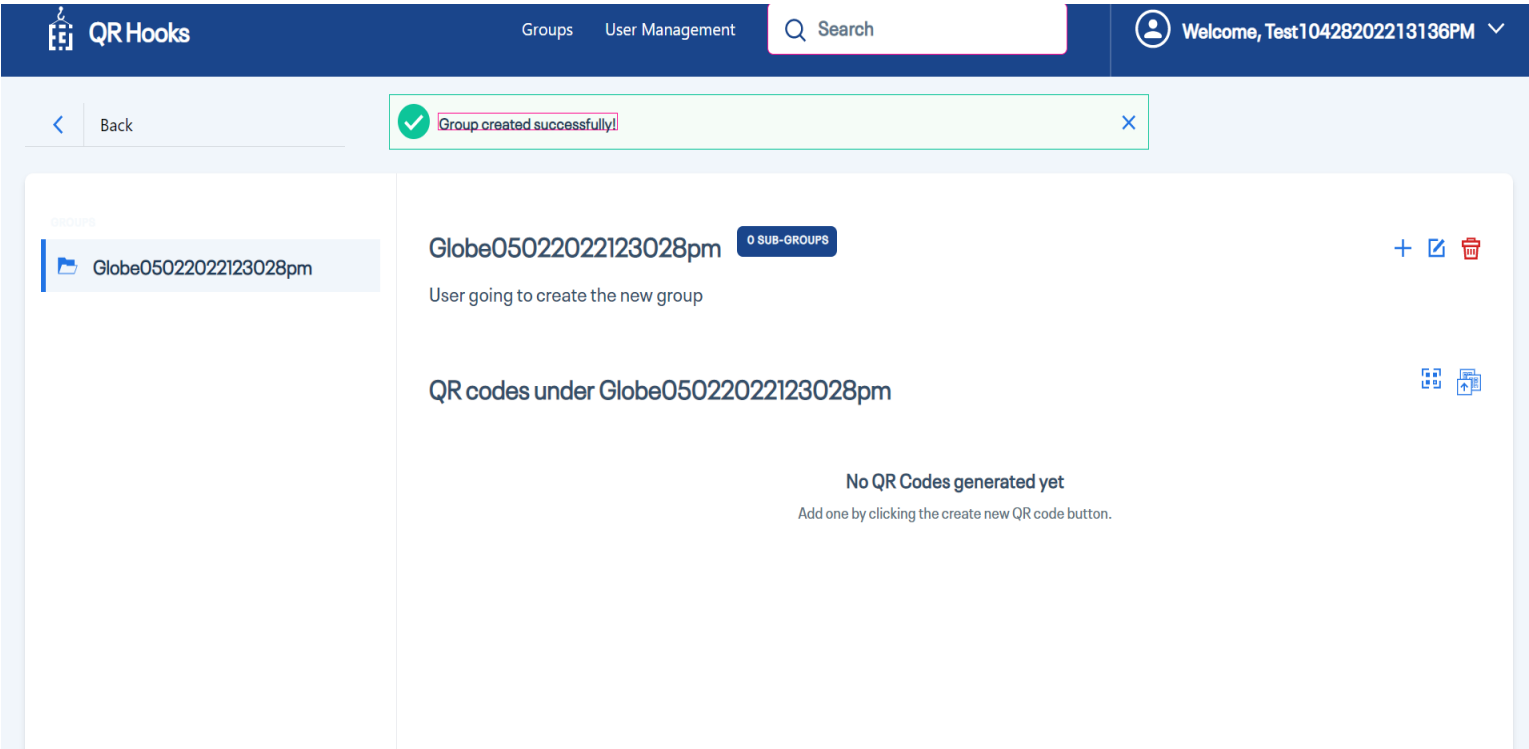 QR Hooks
Groups
User Management
Search
Welcome, Test10428202213136PM
Back
Group created successfully!
GROUPS
Globe05022022123028pm
Globe05022022123028pm
0 SUB-GROUPS
User going to create the new group
QR codes under Globe05022022123028pm
No QR Codes generated yet
Add one by clicking the create new QR code button.